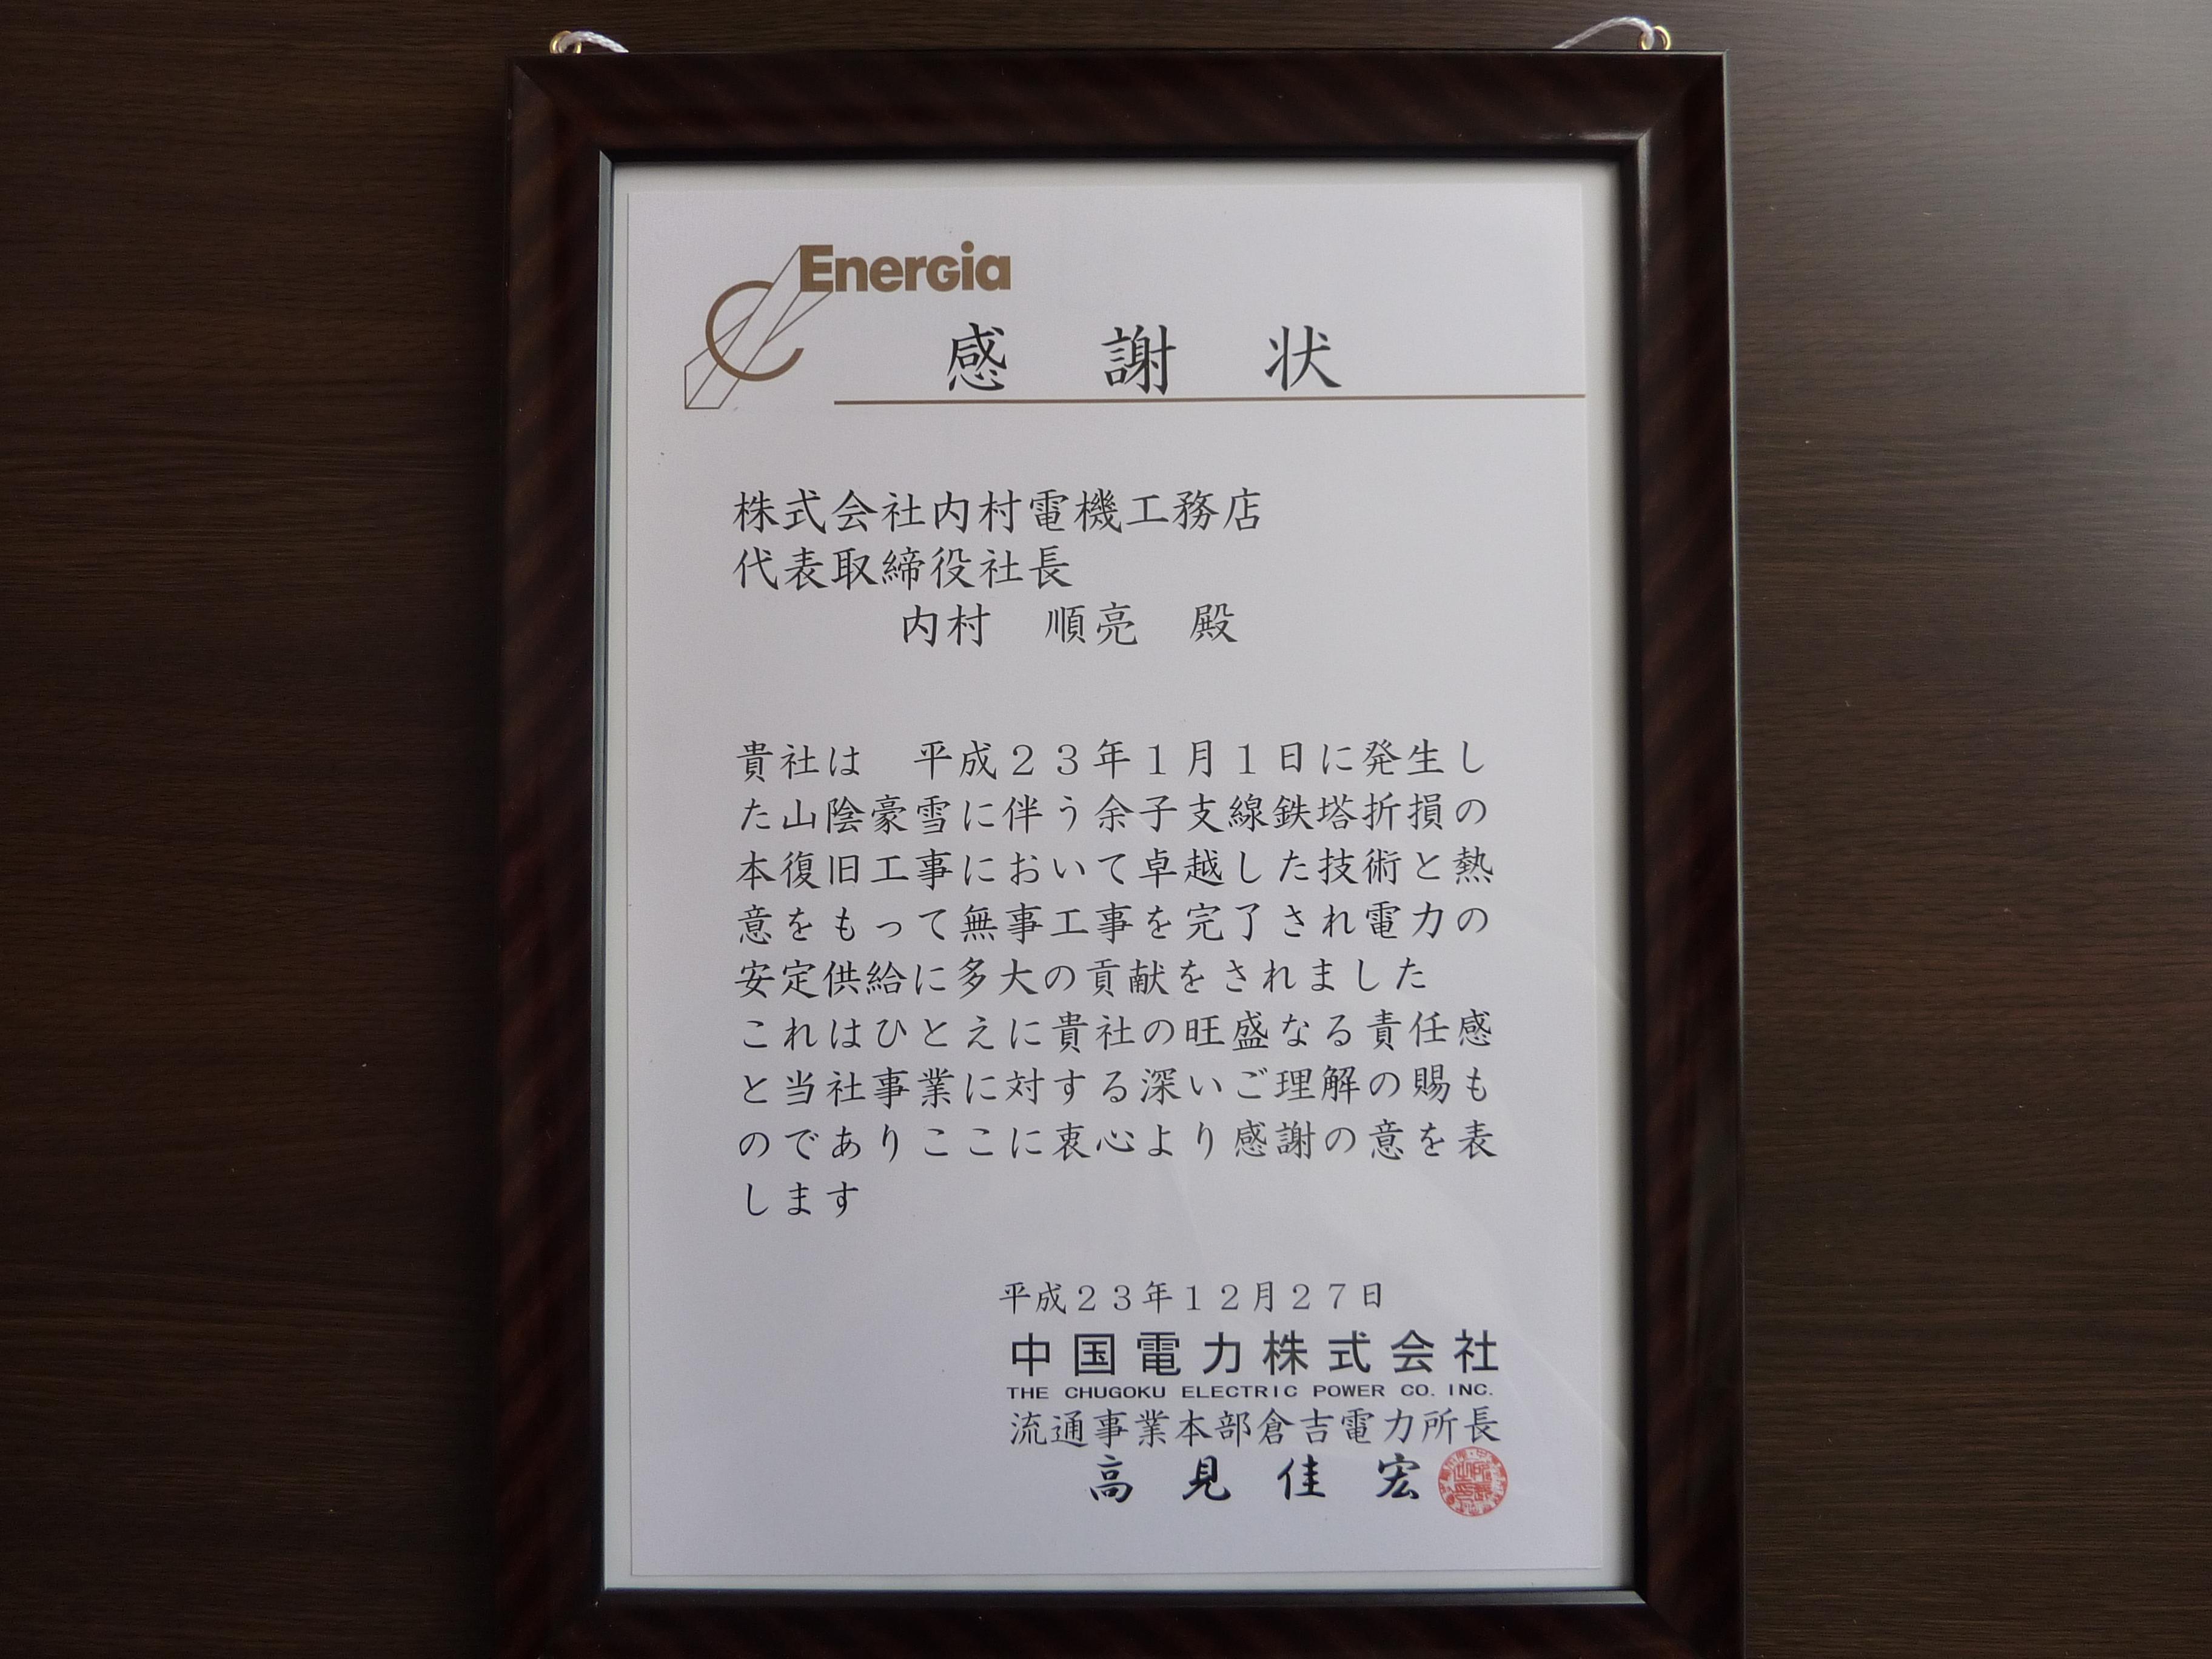 Energia
感謝状
株式会社内村電機工務店
代表取締役社長
内村　順亮　殿
貴社は　平成２３年１月１日に発生し
た山陰豪雪に伴う余子支線鉄塔折損の
本復旧工事において卓越した技術と熱
意をもって無事工事を完了され電力の
安定供給に多大の貢献をされました
これはひとえに貴社の旺盛なる責任感
と当社事業に対する深いご理解の賜も
のでありここに衷心より感謝の意を表
します
平成２３年１２月２７日
中国電力株式会社
THE CHUGOKU ELECTRIC POWER CO. INC.
流通事業本部倉吉電力所長
高見佳宏